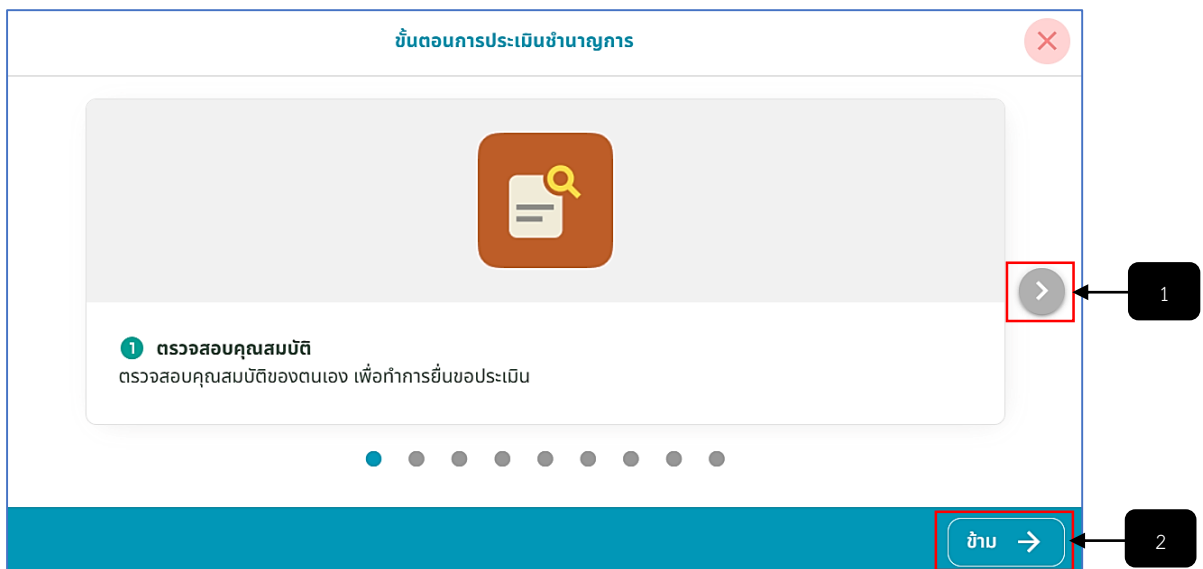 ขั้นตอนการประเมินชำนาญการ
1
1 ตรวจสอบคุณสมบัติ
ตรวจสอบคุณสมบัติของตนเอง เพื่อทำการยื่นขอประเมิน
ข้าม
2